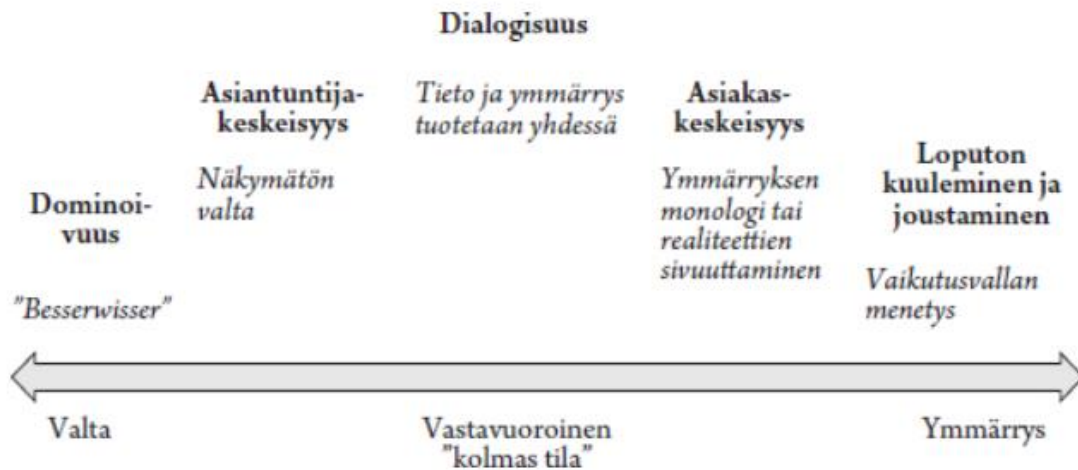 Dialogisuus
Asiantuntija-
keskeisyys
Näkymätön
valta
Tieto ja ymmärrys
tuotetaan yhdessä
Asiakas-
keskeisyys
Ymmärryksen
monologi tai
realiteettien
sivuuttaminen
Dominoi-
vuus
"Besserwisser"
Loputon
kuuleminen ja
joustaminen
Vaikutusvallan
menetys
Valta
Vastavuoroinen
"kolmas tila"
Ymmärrys